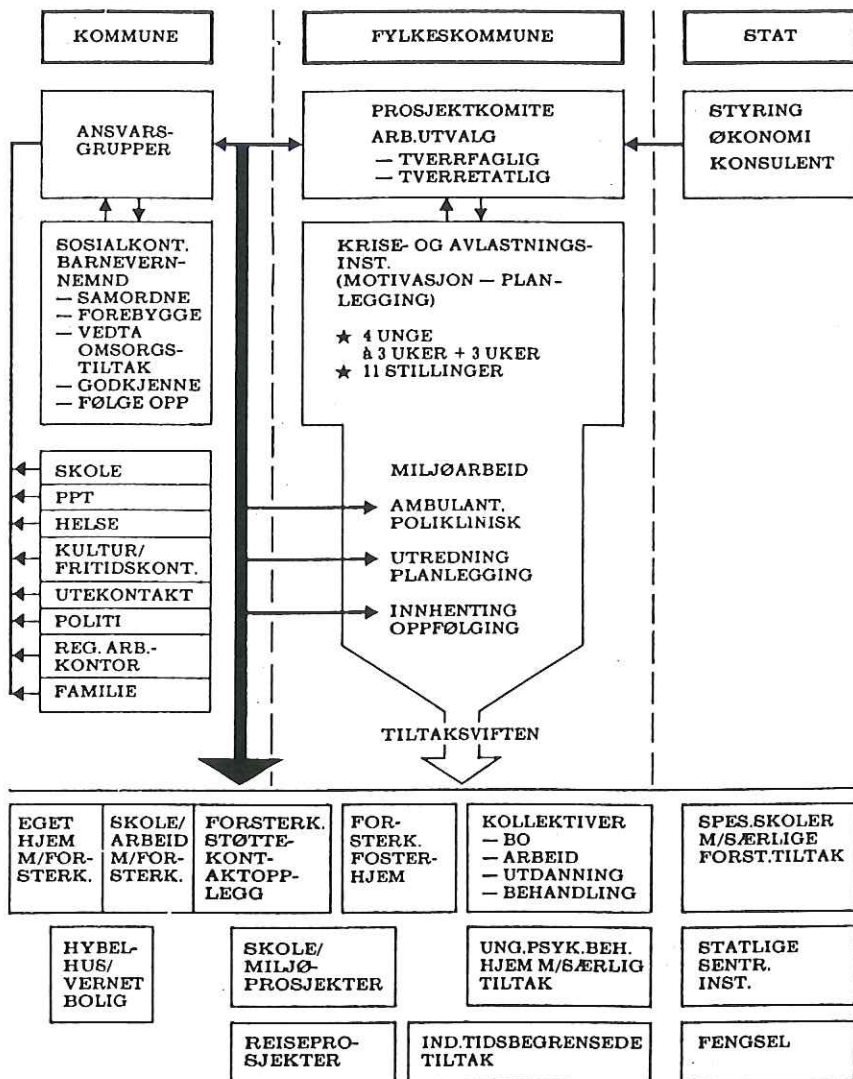 KOMMUNE
FYLKESKOMMUNE
STAT
ANSVARS-
GRUPPER
PROSJEKTKOMITE
ARB.UTVALG
— TVERRFAGLIG
— TVERRETATLIG
STYRING
ØKONOMI
KONSULENT
SOSIALKONT.
BARNEVERN-
NEMND
— SAMORDNE
— FOREBYGGE
— VEDTA
OMSORGS-
TILTAK
— GODKJENNE
— FØLGE OPP
KRISE- OG AVLASTNINGS-
INST.
(MOTIVASJON — PLAN-
LEGGING)
★ 4 UNGE
à 3 UKER + 3 UKER
★ 11 STILLINGER
SKOLE
PPT
HELSE
KULTUR/
FRITIDSKONT.
UTEKONTAKT
POLITI
REG. ARB.-
KONTOR
FAMILIE
MILJØARBEID
AMBULANT,
POLIKLINISK
UTREDNING
PLANLEGGING
INNHENTING
OPPFØLGING
TILTAKSVIFTEN
EGET
HJEM
M/FOR-
STERK.
SKOLE/
ARBEID
M/FOR-
STERK.
FORSTERK.
STØTTE-
KONT-
AKTOPP-
LEGG
FOR-
STERK.
FOSTER-
HJEM
KOLLEKTIVER
— BO
— ARBEID
— UTDANNING
— BEHANDLING
SPES.SKOLER
M/SÆRLIGE
FORST.TILTAK
HYBEL-
HUS/
VERNET
BOLIG
SKOLE/
MILJØ-
PROSJEKTER
UNG.PSYK.BEH.
HJEM M/SÆRLIG
TILTAK
STATLIGE
SENTR.
INST.
REISEPRO-
SJEKTER
IND.TIDSBEGRENSEDE
TILTAK
FENGSEL